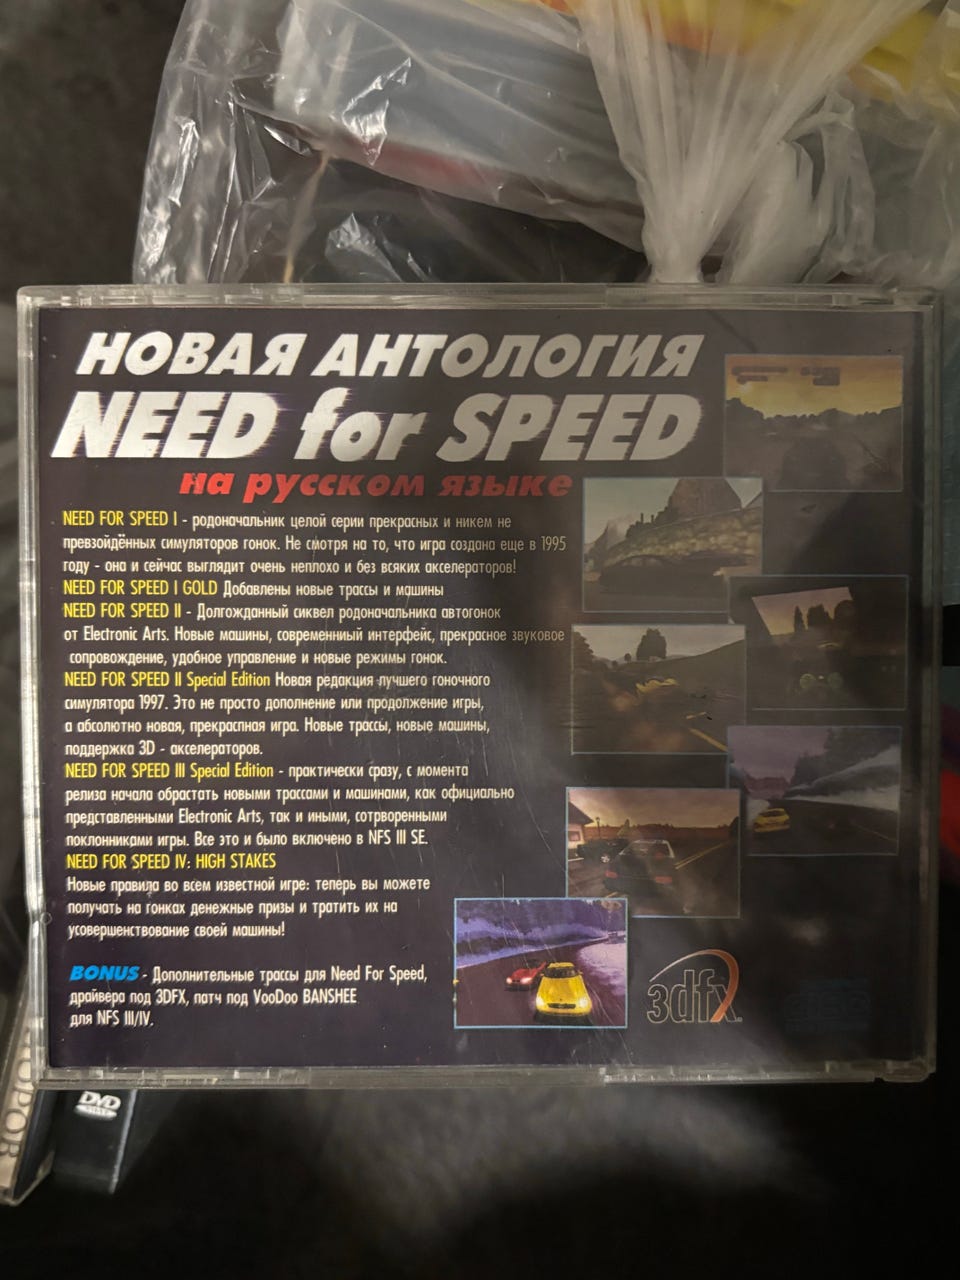 НОВАЯ АНТОЛОГИЯ
NEED for SPEED
на русском языке
NEED FOR SPEED I - родоначальник целой серии прекрасных и никем не
превзойдённых симуляторов гонок. Не смотря на то, что игра создана еще в 1995
году - она и сейчас выглядит очень неплохо и без всяких акселераторов!
NEED FOR SPEED I GOLD Добавлены новые трассы и машины
NEED FOR SPEED II - Долгожданный сиквел родоначальника автогонок
от Electronic Arts. Новые машины, современниый интерфейс, прекрасное звуковое
сопровождение, удобное управление и новые режимы гонок.
NEED FOR SPEED II Special Edition Новая редакция лучшего гоночного
симулятора 1997. Это не просто дополнение или продолжение игры,
а абсолютно новая, прекраспная игра. Новые трассы, новые машины,
поддержка 3D - акселераторов.
NEED FOR SPEED III Special Edition - практически сразу, с момента
релиза начала обрастать новыми трассами и машинами, как официально
представленными Electronic Arts, так и иными, сотрворенными
поклонниками игры. Все это и было включено в NFS III SE.
NEED FOR SPEED IV: HIGH STAKES
Новые правила во всем известной игре: теперь вы можете
получать на гонках денежные призы и тратить их на
усовершенствование своей машины!
BONUS - Дополнительные трассы для Need For Speed,
драйвера под 3DFX, патч под VooDoo BANSHEE
для NFS III/IV.
3dfx
DVD